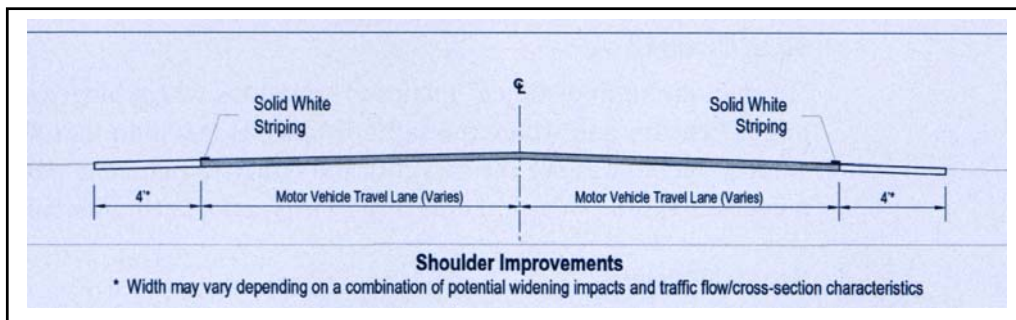 ℄
Solid White
Striping
Solid White
Striping
4'*
Motor Vehicle Travel Lane (Varies)
Motor Vehicle Travel Lane (Varies)
4'*
Shoulder Improvements
* Width may vary depending on a combination of potential widening impacts and traffic flow/cross-section characteristics